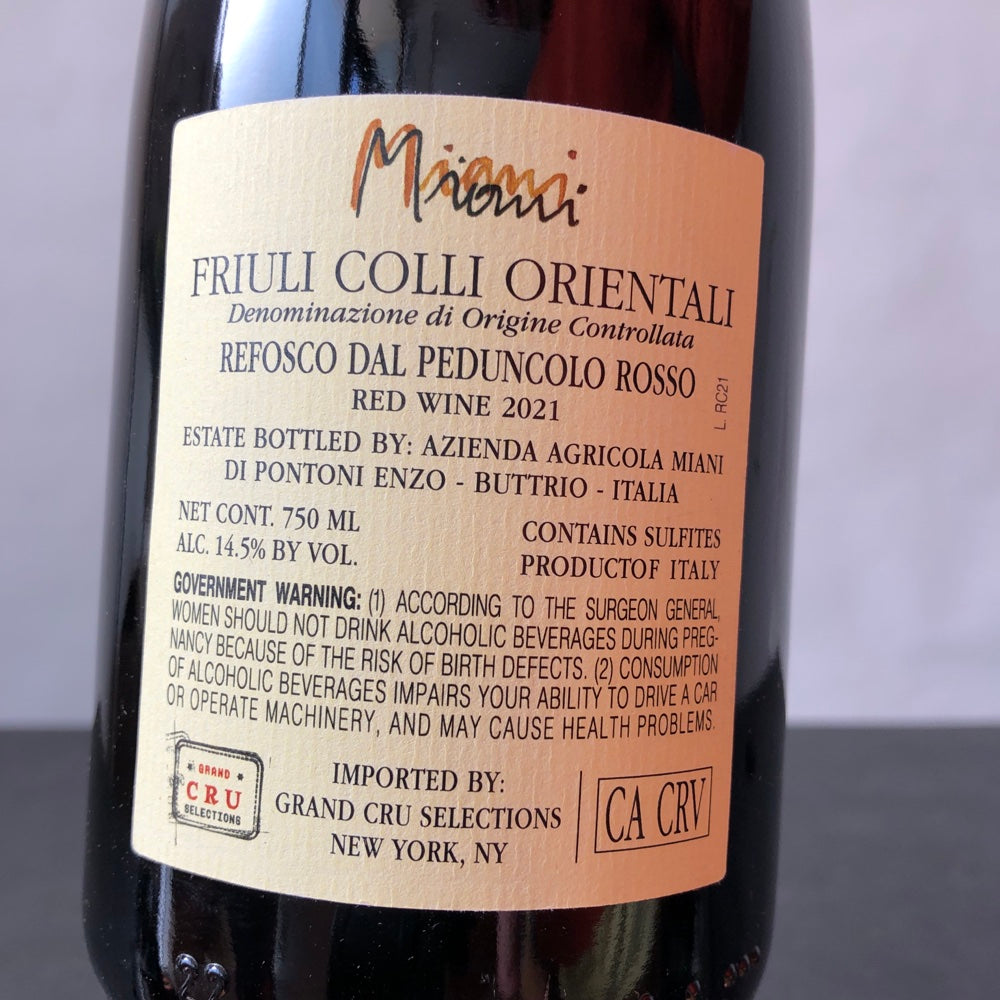 Miani
FRIULI COLLI ORIENTALI
Denominazione di Origine Controllata
REFOSCO DAL PEDUNCOLO ROSSO
RED WINE 2021
L. RC21
ESTATE BOTTLED BY: AZIENDA AGRICOLA MIANI
DI PONTONI ENZO - BUTTRIO - ITALIA
NET CONT. 750 ML
ALC. 14.5% BY VOL.
CONTAINS SULFITES
PRODUCTOF ITALY
GOVERNMENT WARNING: (1) ACCORDING TO THE SURGEON GENERAL,
WOMEN SHOULD NOT DRINK ALCOHOLIC BEVERAGES DURING PREG-
NANCY BECAUSE OF THE RISK OF BIRTH DEFECTS. (2) CONSUMPTION
OF ALCOHOLIC BEVERAGES IMPAIRS YOUR ABILITY TO DRIVE A CAR
OR OPERATE MACHINERY, AND MAY CAUSE HEALTH PROBLEMS.
GRAND
CRU
SELECTIONS
IMPORTED BY:
GRAND CRU SELECTIONS
NEW YORK, NY
CA CRV